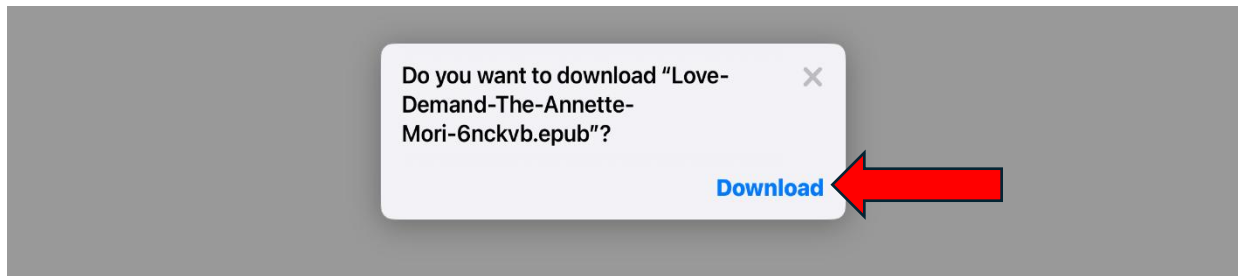 Do you want to download “Love-
Demand-The-Annette-
Mori-6nckvb.epub”?
Download